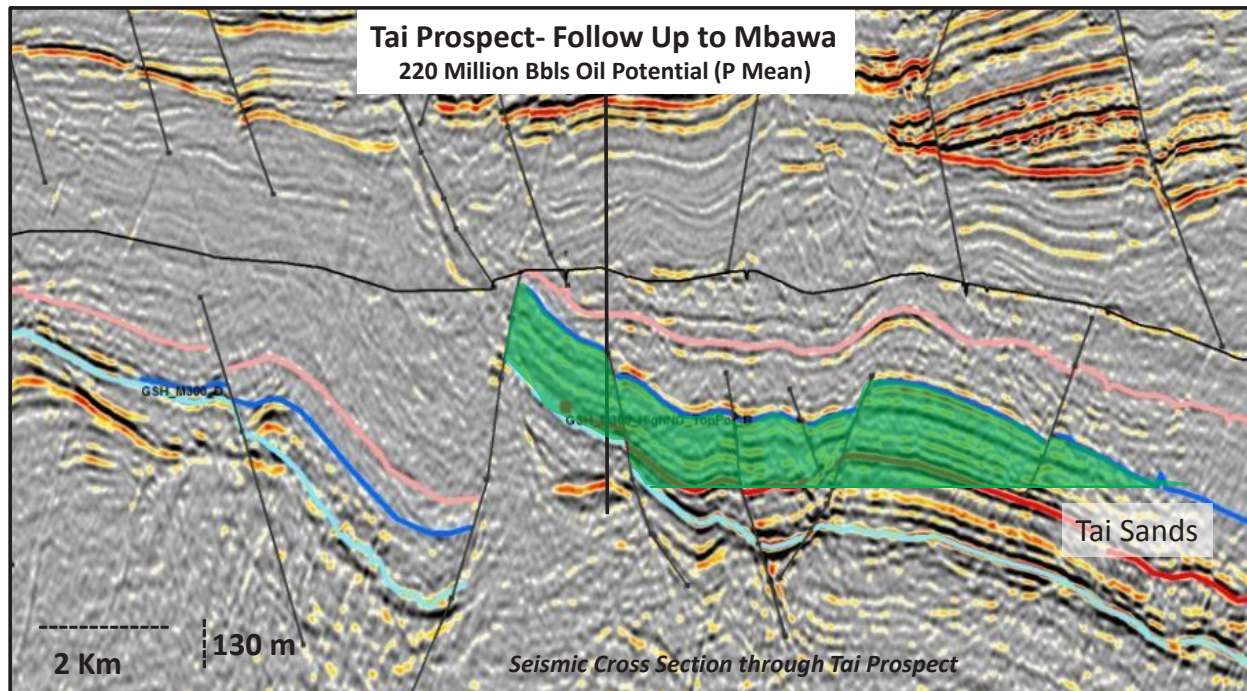 Tai Prospect- Follow Up to Mbawa
220 Million Bbls Oil Potential (P Mean)
GSH_M300_D
GSH_M300_HighNG_TopPor_B
Tai Sands
2 Km
130 m
Seismic Cross Section through Tai Prospect